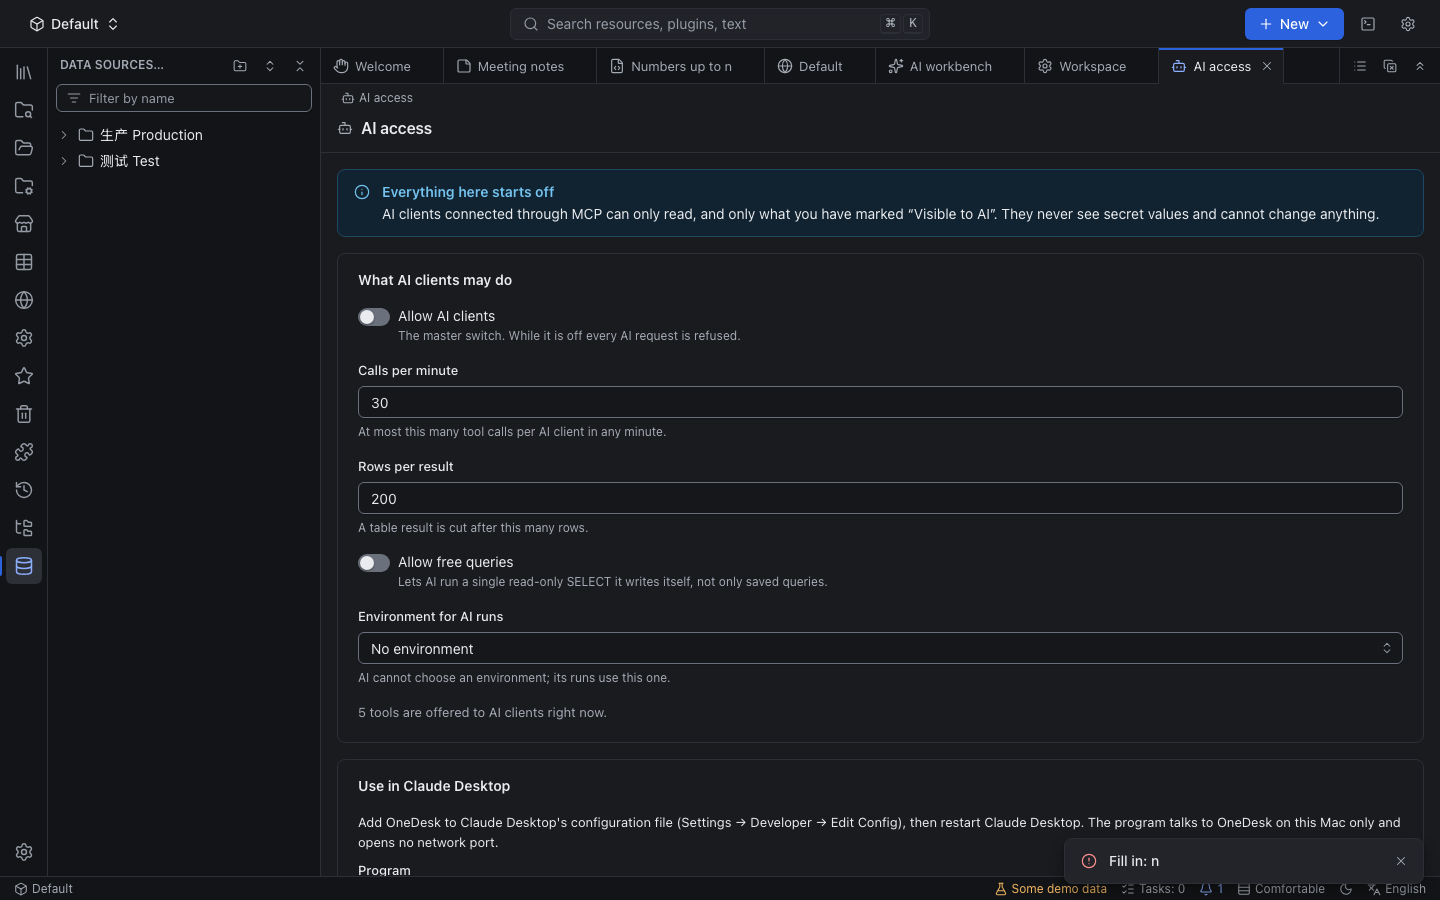 Default
Search resources, plugins, text
⌘ K
New
DATA SOURCES...
Filter by name
生产 Production
测试 Test
Welcome
Meeting notes
Numbers up to n
Default
AI workbench
Workspace
AI access
AI access
AI access
Everything here starts off
AI clients connected through MCP can only read, and only what you have marked “Visible to AI”. They never see secret values and cannot change anything.
What AI clients may do
Allow AI clients
The master switch. While it is off every AI request is refused.
Calls per minute
30
At most this many tool calls per AI client in any minute.
Rows per result
200
A table result is cut after this many rows.
Allow free queries
Lets AI run a single read-only SELECT it writes itself, not only saved queries.
Environment for AI runs
No environment
AI cannot choose an environment; its runs use this one.
5 tools are offered to AI clients right now.
Use in Claude Desktop
Add OneDesk to Claude Desktop's configuration file (Settings → Developer → Edit Config), then restart Claude Desktop. The program talks to OneDesk on this Mac only and
opens no network port.
Program
Fill in: n
Default
Some demo data
Tasks: 0
1
Comfortable
English